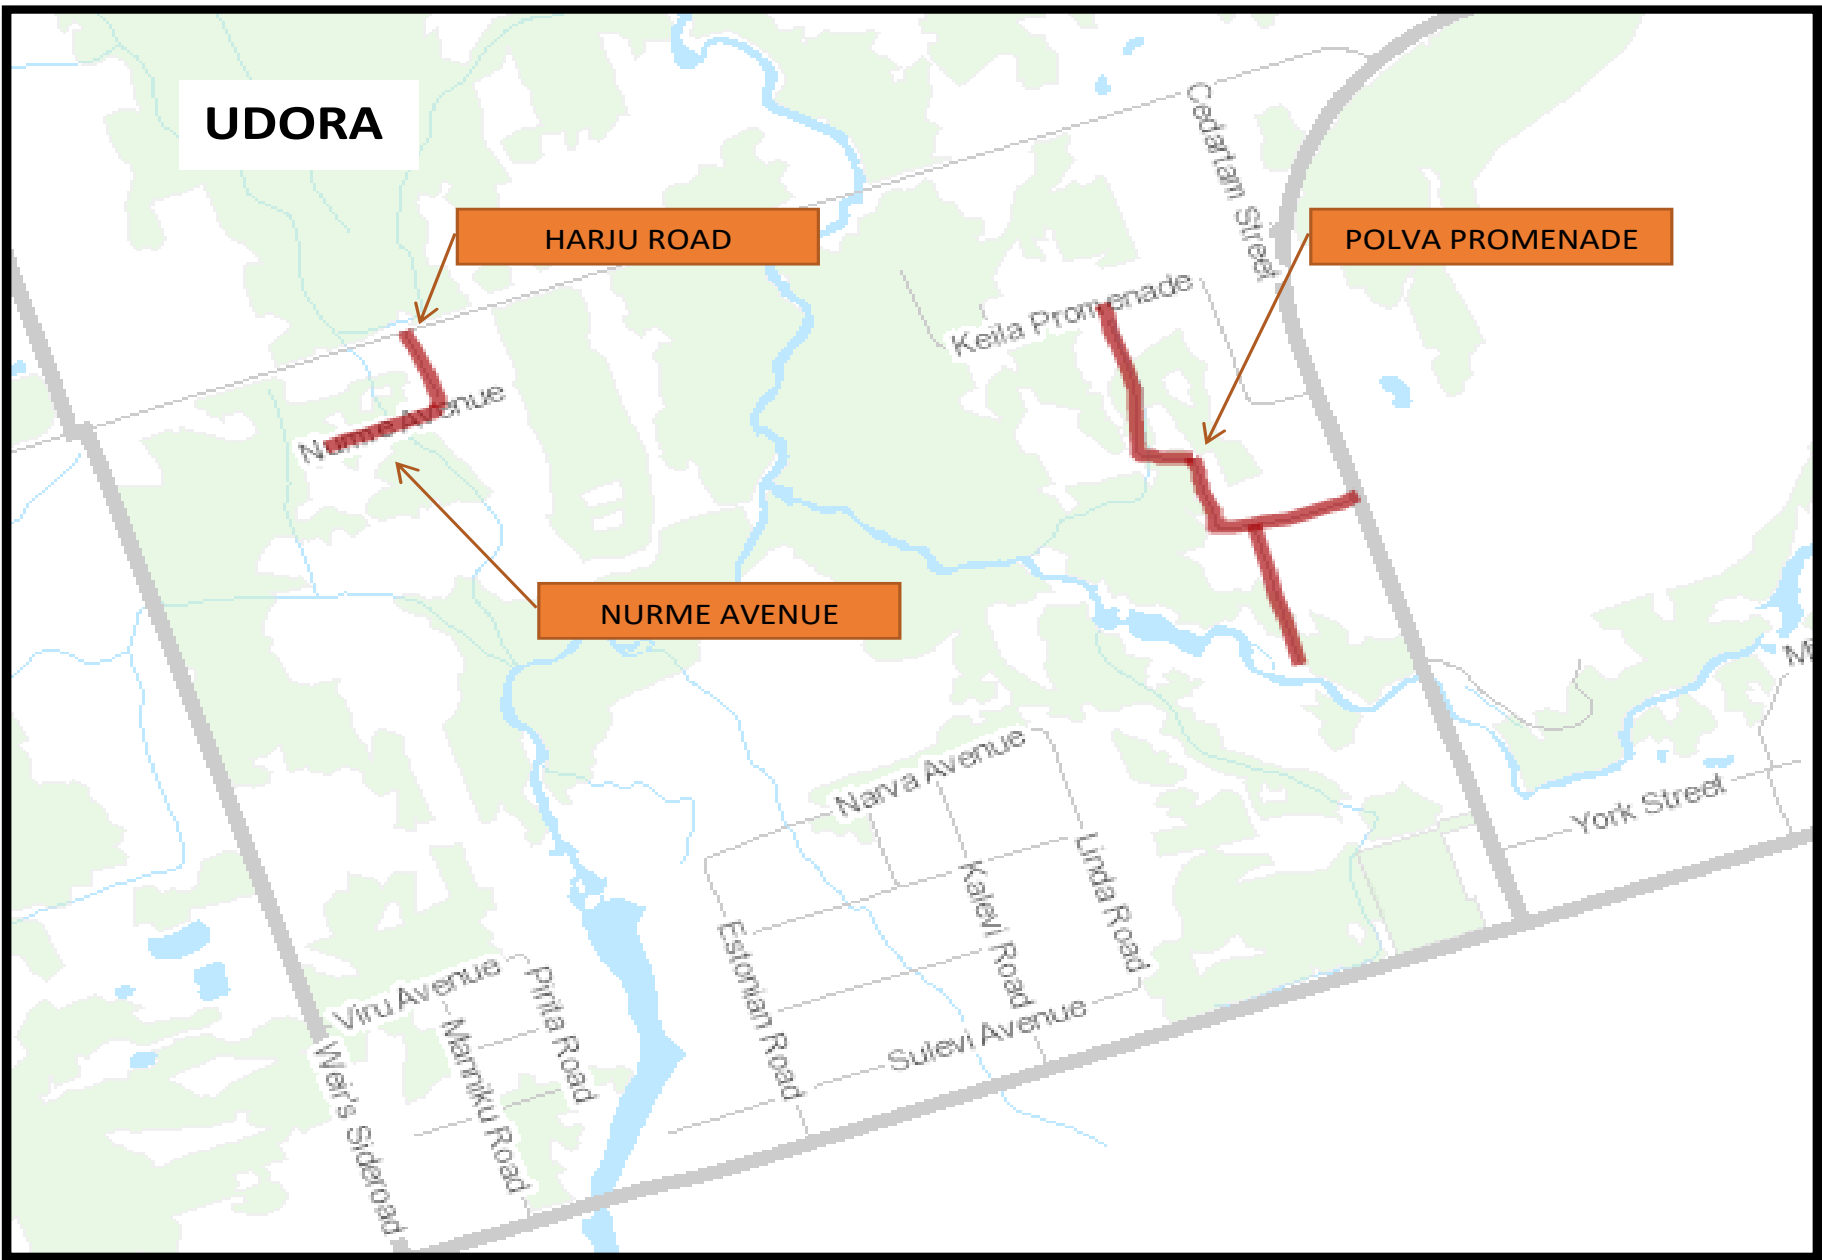 UDORA
Cedarlam Street
HARJU ROAD
POLVA PROMENADE
Keila Promenade
Nurme Avenue
NURME AVENUE
Narva Avenue
York Street
Linda Road
Kalevi Road
Estonian Road
Viru Avenue
Pirita Road
Manniku Road
Sulevi Avenue
Weir's Sideroad